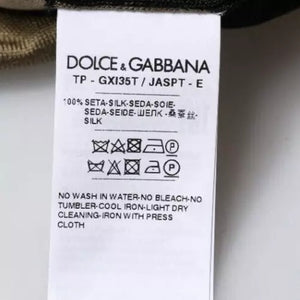 DOLCE & GABBANA
TP - GXI35T / JASPT - E
100% SETA-SILK-SEDA-SOIE-
SEDA-SEIDE-ШЕЛК -桑蚕丝-
SILK
NO WASH IN WATER-NO BLEACH-NO
TUMBLER-COOL IRON-LIGHT DRY
CLEANING-IRON WITH PRESS
CLOTH